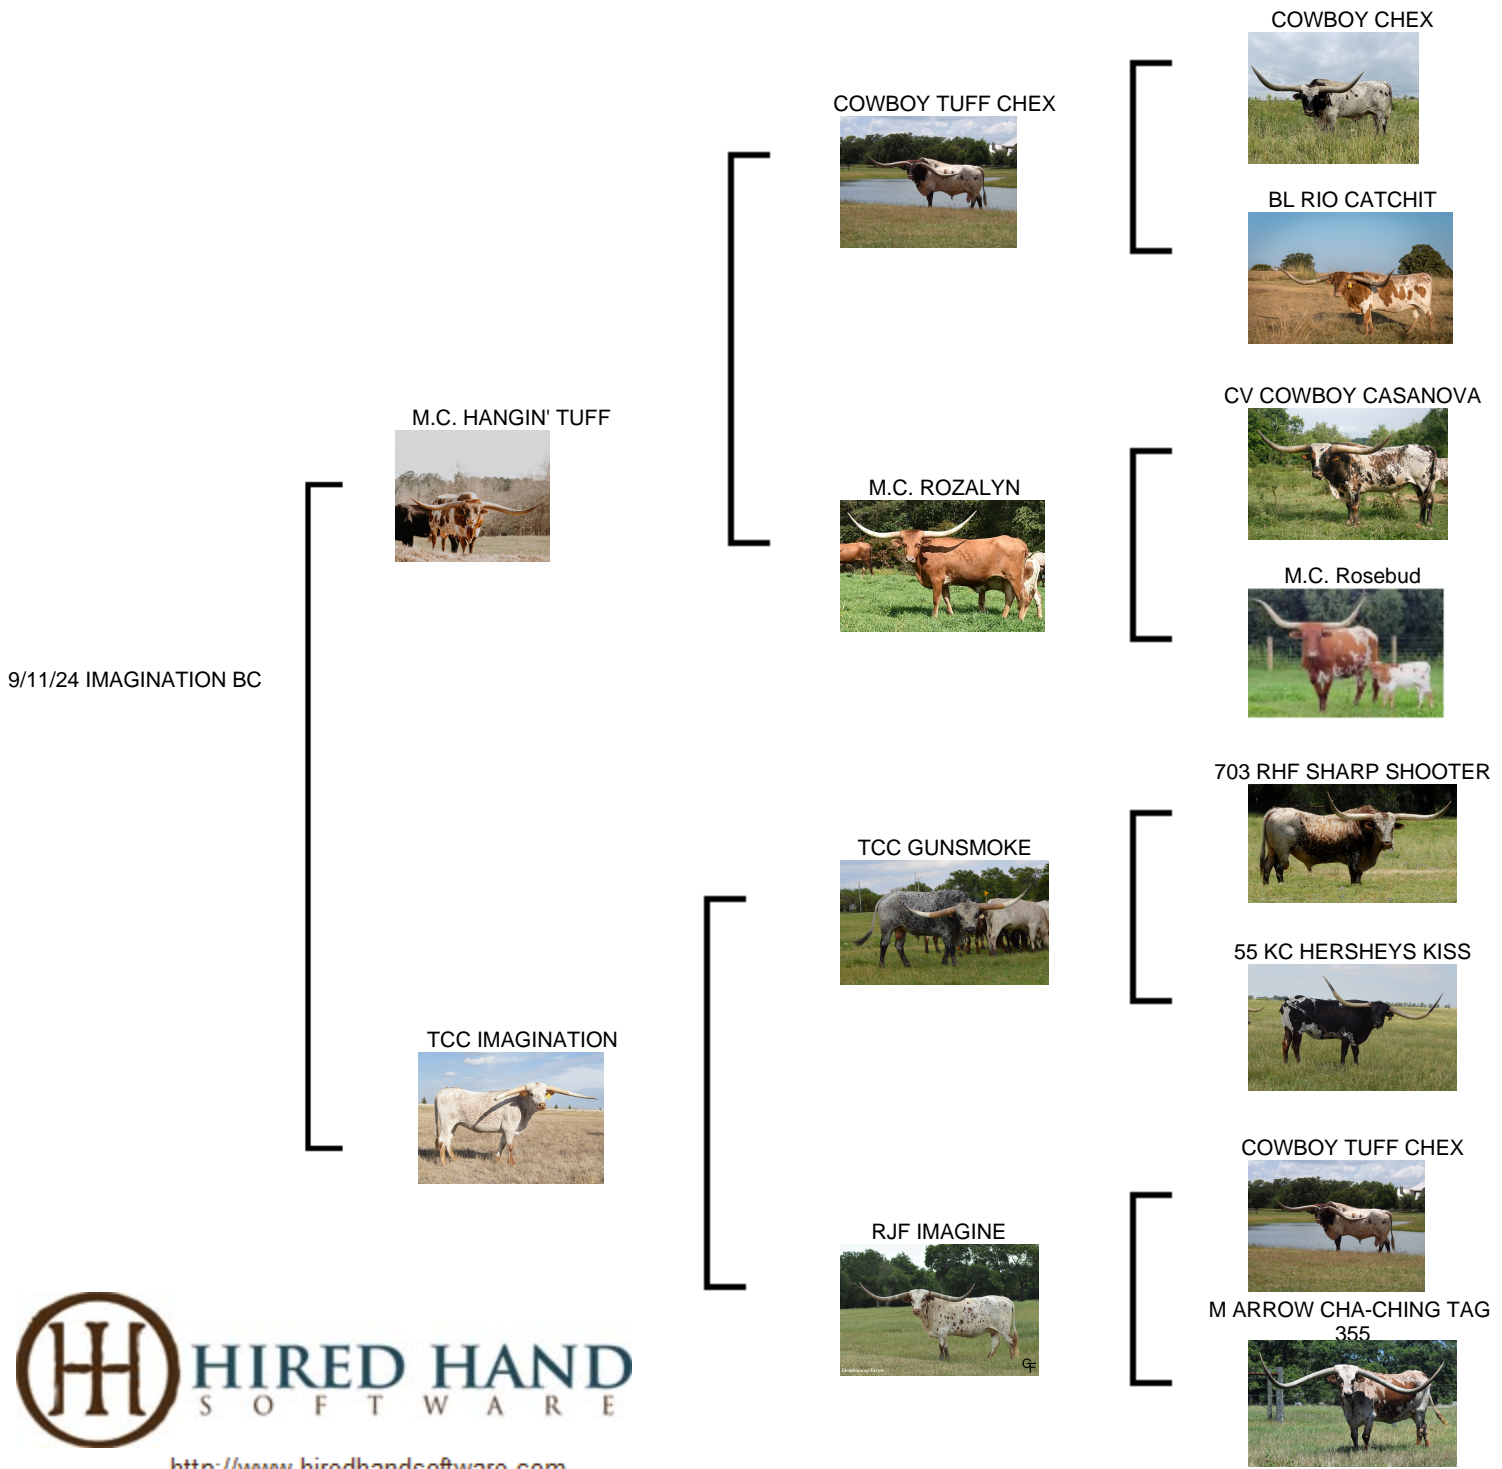 COWBOY CHEX
COWBOY TUFF CHEX
BL RIO CATCHIT
CV COWBOY CASANOVA
M.C. HANGIN' TUFF
M.C. ROZALYN
M.C. Rosebud
9/11/24 IMAGINATION BC
703 RHF SHARP SHOOTER
TCC GUNSMOKE
55 KC HERSHEYS KISS
TCC IMAGINATION
COWBOY TUFF CHEX
RJF IMAGINE
M ARROW CHA-CHING TAG
355
GF
HIRED HAND
SOFTWARE
http://www.hiredhandsoftware.com